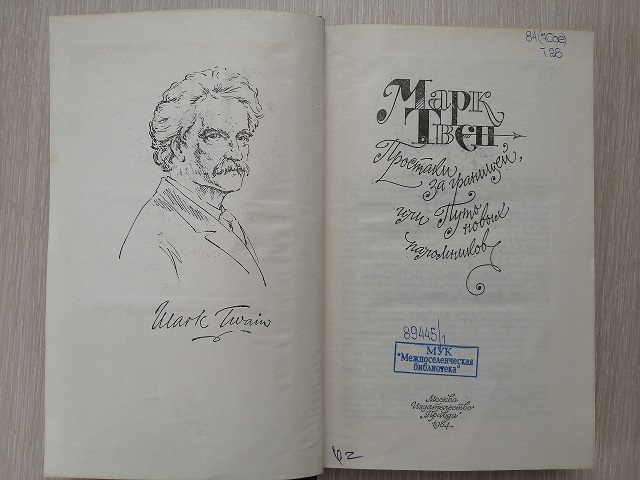 Mark Twain
84(7Сое)
Т 26
Марк
Твен
Простаки
за границей,
или Путь
новых
паломников
89445/1
МУК
"Межпоселенческая
библиотека"
Москва
Издательство
"Правда"
1984